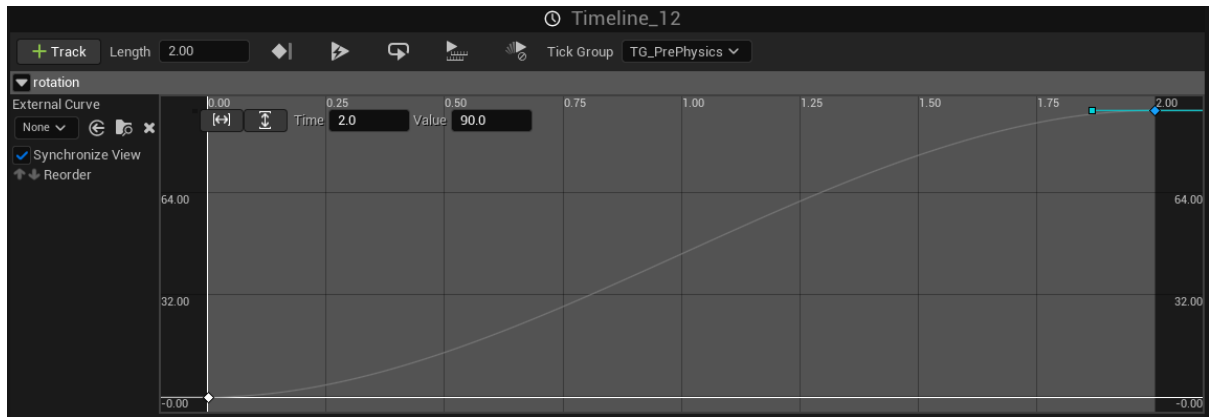 Timeline_12
+ Track Length 2.00 Tick Group TG_PrePhysics
rotation
External Curve
None
Synchronize View
Reorder
0.00 0.25 0.50 0.75 1.00 1.25 1.50 1.75 2.00
Time 2.0 Value 90.0
64.00 64.00
32.00 32.00
-0.00 -0.00